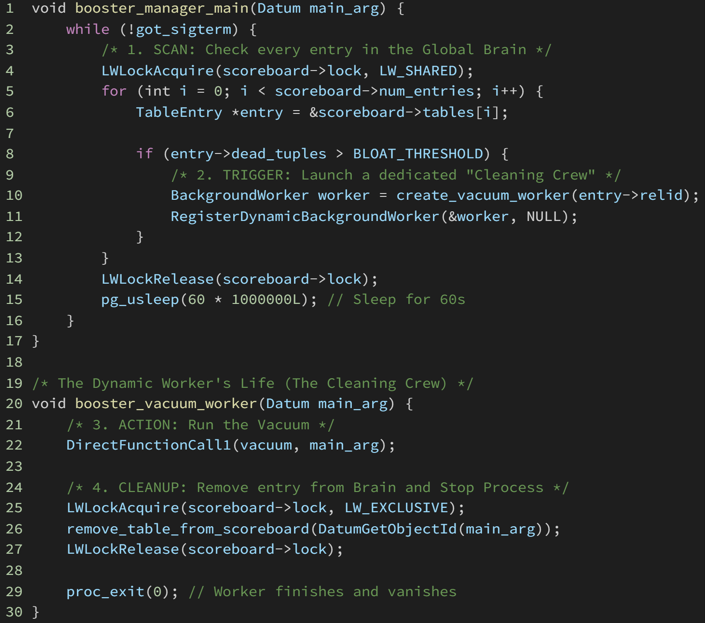 1 void booster_manager_main(Datum main_arg) {
2     while (!got_sigterm) {
3         /* 1. SCAN: Check every entry in the Global Brain */
4         LWLockAcquire(scoreboard->lock, LW_SHARED);
5         for (int i = 0; i < scoreboard->num_entries; i++) {
6             TableEntry *entry = &scoreboard->tables[i];
7
8             if (entry->dead_tuples > BLOAT_THRESHOLD) {
9                 /* 2. TRIGGER: Launch a dedicated "Cleaning Crew" */
10                 BackgroundWorker worker = create_vacuum_worker(entry->relid);
11                 RegisterDynamicBackgroundWorker(&worker, NULL);
12             }
13         }
14         LWLockRelease(scoreboard->lock);
15         pg_usleep(60 * 1000000L); // Sleep for 60s
16     }
17 }
18
19 /* The Dynamic Worker's Life (The Cleaning Crew) */
20 void booster_vacuum_worker(Datum main_arg) {
21     /* 3. ACTION: Run the Vacuum */
22     DirectFunctionCall1(vacuum, main_arg);
23
24     /* 4. CLEANUP: Remove entry from Brain and Stop Process */
25     LWLockAcquire(scoreboard->lock, LW_EXCLUSIVE);
26     remove_table_from_scoreboard(DatumGetObjectId(main_arg));
27     LWLockRelease(scoreboard->lock);
28
29     proc_exit(0); // Worker finishes and vanishes
30 }